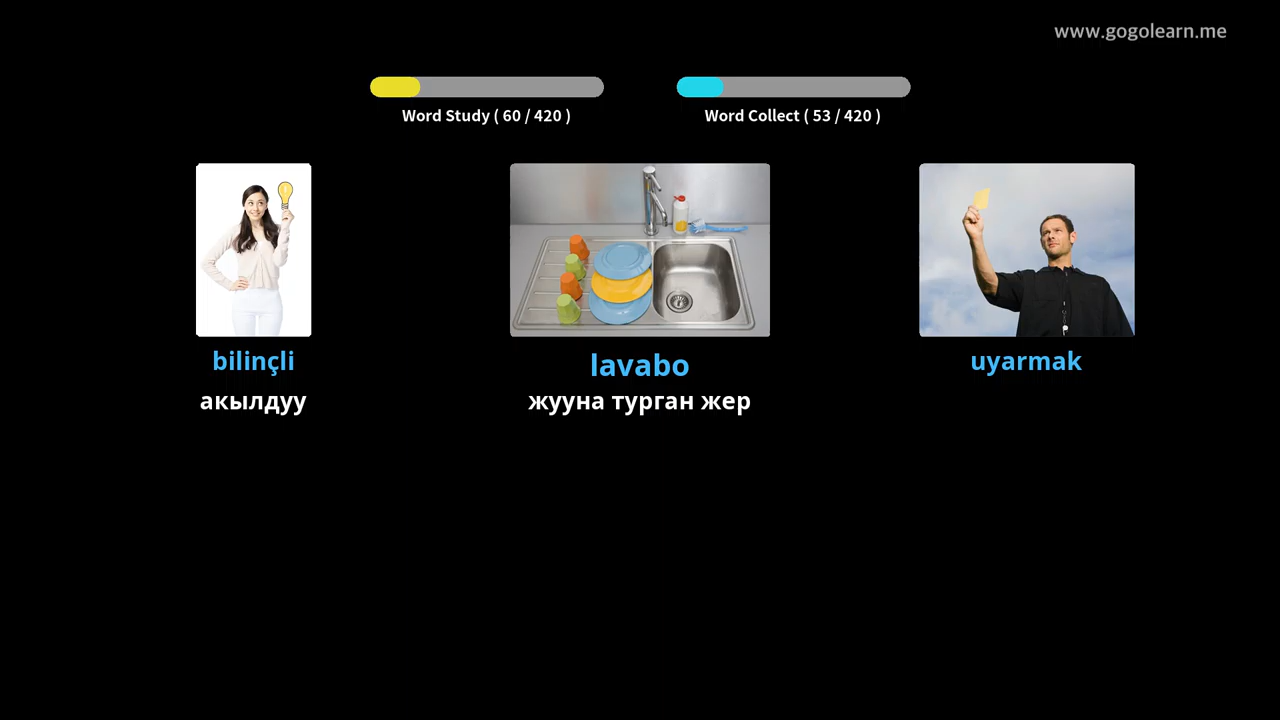 www.gogolearn.me
Word Study ( 60 / 420 )
Word Collect ( 53 / 420 )
bilinçli
акылдуу
lavabo
жууна турган жер
uyarmak